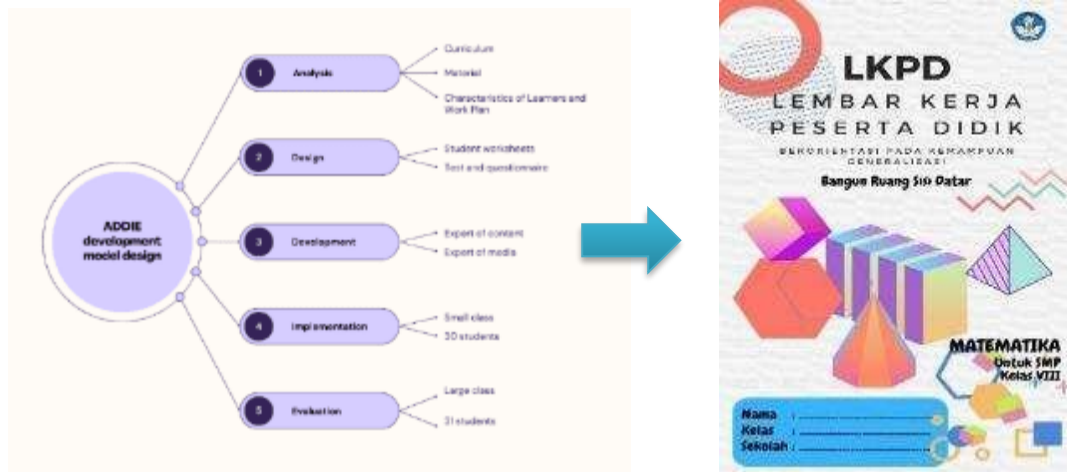 ADDIE
development
model design
1 Analysis
Curriculum
Material
Characteristics of Learners and
Work Plan
2 Design
Student worksheets
Test and questionnaire
3 Development
Expert of content
Expert of media
4 Implementation
Small class
30 students
5 Evaluation
Large class
31 students
LKPD
LEMBAR KERJA
PESERTA DIDIK
BERORIENTASI PADA KEMAMPUAN
GENERALISASI
Bangun Ruang Sisi Datar
MATEMATIKA
Untuk SMP
Kelas VIII
Nama :
Kelas :
Sekolah :